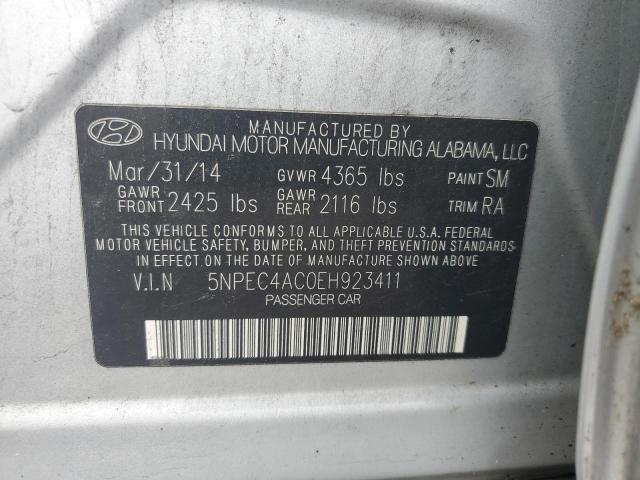 MANUFACTURED BY
HYUNDAI MOTOR MANUFACTURING ALABAMA, LLC
Mar/31/14 GVWR 4365 lbs PAINT SM
GAWR FRONT 2425 lbs GAWR REAR 2116 lbs TRIM RA
THIS VEHICLE CONFORMS TO ALL APPLICABLE U.S.A. FEDERAL
MOTOR VEHICLE SAFETY, BUMPER, AND THEFT PREVENTION STANDARDS
IN EFFECT ON THE DATE OF MANUFACTURE SHOWN ABOVE
V.I.N 5NPEC4AC0EH923411
PASSENGER CAR